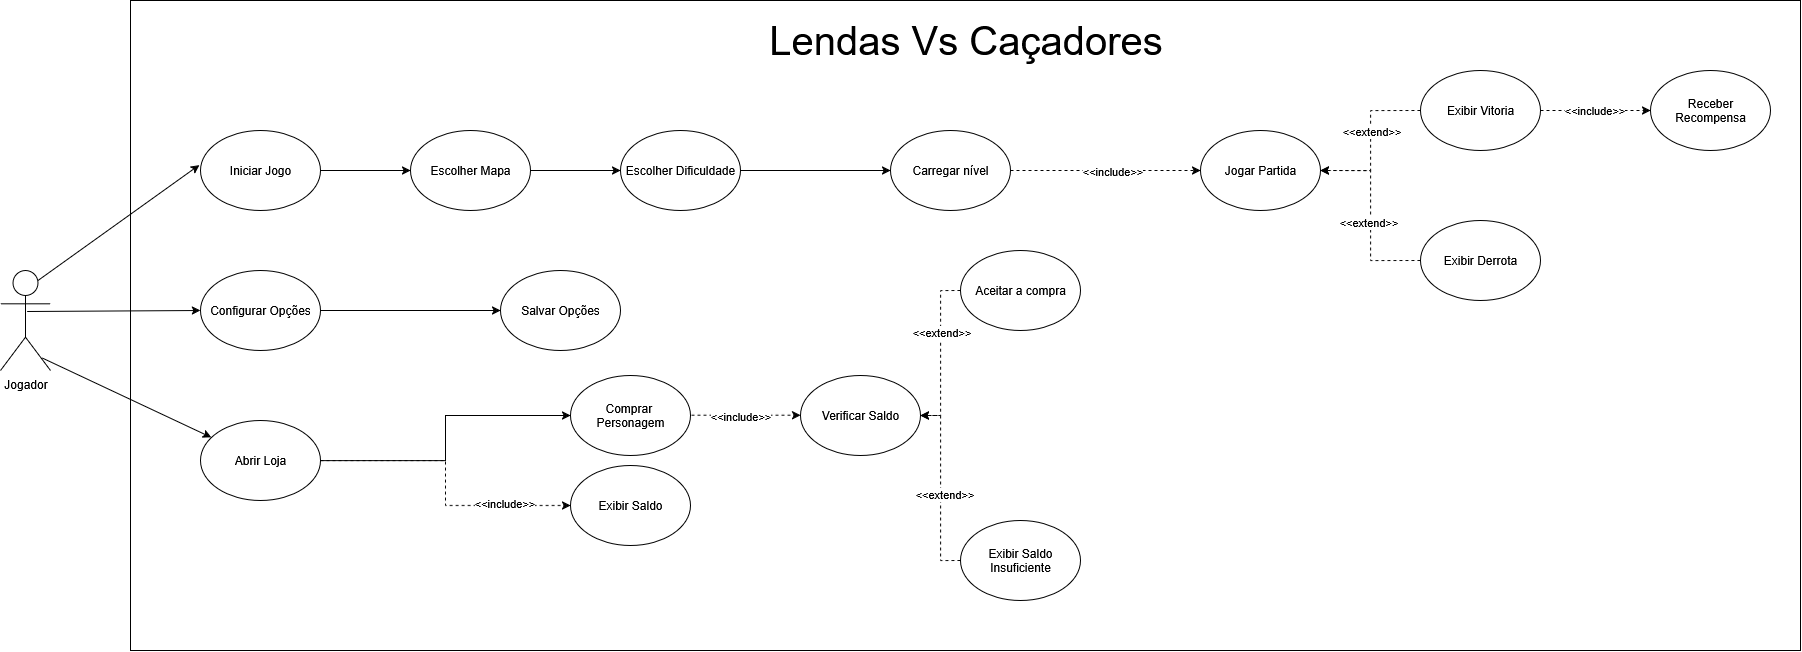 Lendas Vs Caçadores
Exibir Vitoria
<<include>>
Receber
Recompensa
<<extend>>
Iniciar Jogo
Escolher Mapa
Escolher Dificuldade
Carregar nível
<<include>>
Jogar Partida
<<extend>>
Exibir Derrota
Configurar Opções
Salvar Opções
Aceitar a compra
<<extend>>
Jogador
Comprar
Personagem
<<include>>
Verificar Saldo
Abrir Loja
<<include>>
Exibir Saldo
<<extend>>
Exibir Saldo
Insuficiente